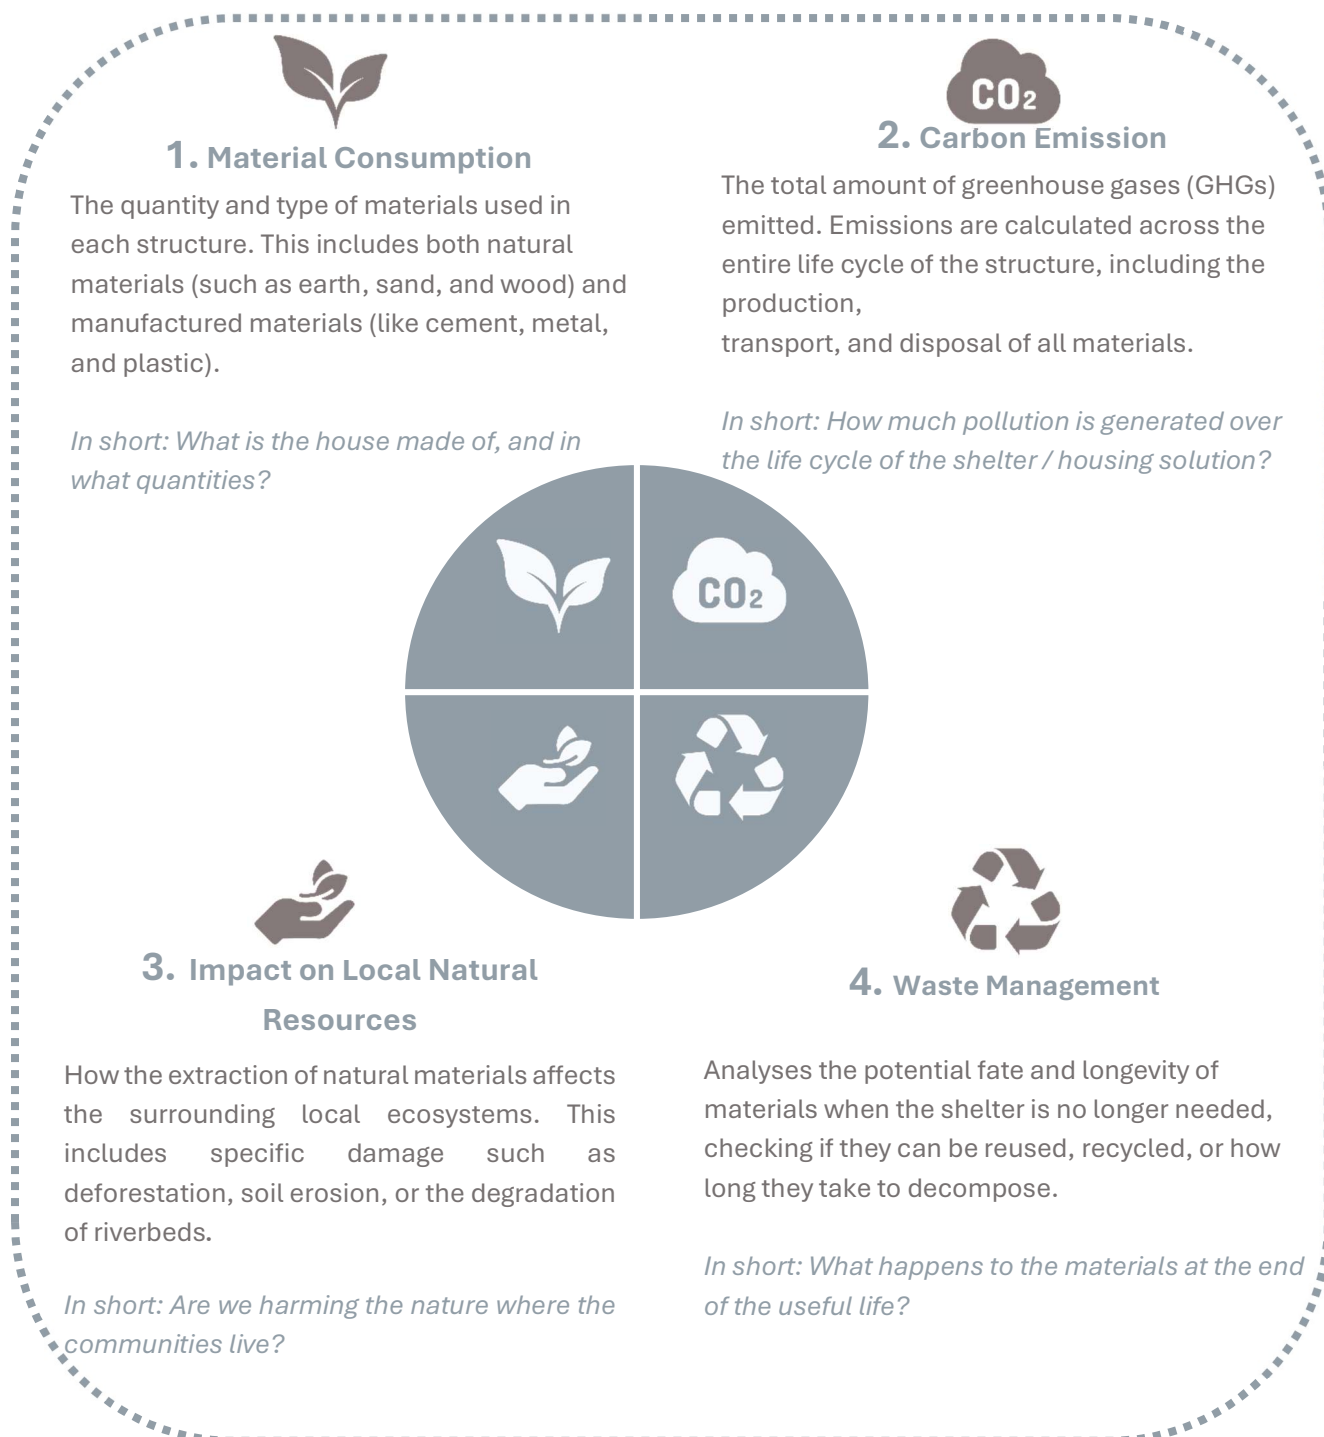 CO2
1. Material Consumption
The quantity and type of materials used in
each structure. This includes both natural
materials (such as earth, sand, and wood) and
manufactured materials (like cement, metal,
and plastic).
In short: What is the house made of, and in
what quantities?
2. Carbon Emission
The total amount of greenhouse gases (GHGs)
emitted. Emissions are calculated across the
entire life cycle of the structure, including the
production,
transport, and disposal of all materials.
In short: How much pollution is generated over
the life cycle of the shelter / housing solution?
CO2
3. Impact on Local Natural
Resources
How the extraction of natural materials affects
the surrounding local ecosystems. This
includes specific damage such as
deforestation, soil erosion, or the degradation
of riverbeds.
In short: Are we harming the nature where the
communities live?
4. Waste Management
Analyses the potential fate and longevity of
materials when the shelter is no longer needed,
checking if they can be reused, recycled, or how
long they take to decompose.
In short: What happens to the materials at the end
of the useful life?